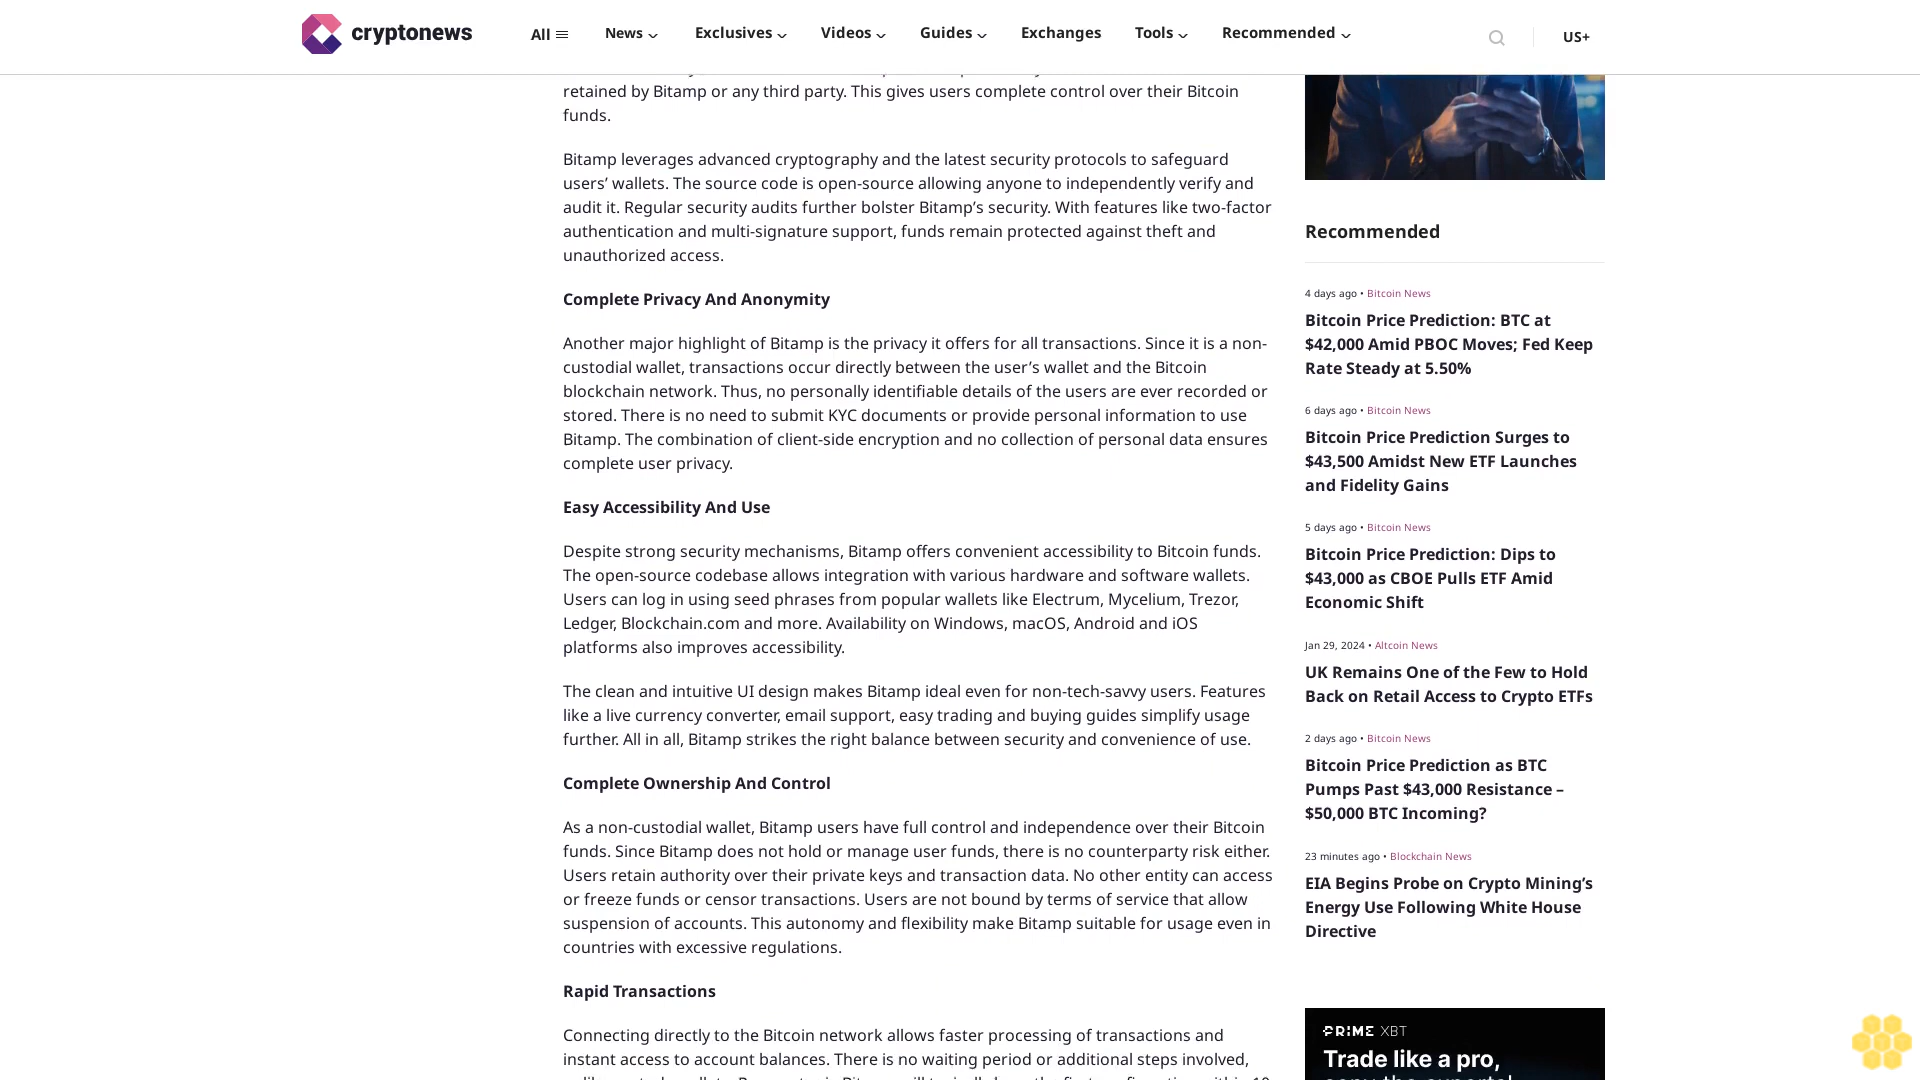 cryptonews
All
News
Exclusives
Videos
Guides
Exchanges
Tools
Recommended
US+
retained by Bitamp or any third party. This gives users complete control over their Bitcoin
funds.
Bitamp leverages advanced cryptography and the latest security protocols to safeguard
users’ wallets. The source code is open-source allowing anyone to independently verify and
audit it. Regular security audits further bolster Bitamp’s security. With features like two-factor
authentication and multi-signature support, funds remain protected against theft and
unauthorized access.
Complete Privacy And Anonymity
Another major highlight of Bitamp is the privacy it offers for all transactions. Since it is a non-
custodial wallet, transactions occur directly between the user’s wallet and the Bitcoin
blockchain network. Thus, no personally identifiable details of the users are ever recorded or
stored. There is no need to submit KYC documents or provide personal information to use
Bitamp. The combination of client-side encryption and no collection of personal data ensures
complete user privacy.
Easy Accessibility And Use
Despite strong security mechanisms, Bitamp offers convenient accessibility to Bitcoin funds.
The open-source codebase allows integration with various hardware and software wallets.
Users can log in using seed phrases from popular wallets like Electrum, Mycelium, Trezor,
Ledger, Blockchain.com and more. Availability on Windows, macOS, Android and iOS
platforms also improves accessibility.
The clean and intuitive UI design makes Bitamp ideal even for non-tech-savvy users. Features
like a live currency converter, email support, easy trading and buying guides simplify usage
further. All in all, Bitamp strikes the right balance between security and convenience of use.
Complete Ownership And Control
As a non-custodial wallet, Bitamp users have full control and independence over their Bitcoin
funds. Since Bitamp does not hold or manage user funds, there is no counterparty risk either.
Users retain authority over their private keys and transaction data. No other entity can access
or freeze funds or censor transactions. Users are not bound by terms of service that allow
suspension of accounts. This autonomy and flexibility make Bitamp suitable for usage even in
countries with excessive regulations.
Rapid Transactions
Connecting directly to the Bitcoin network allows faster processing of transactions and
instant access to account balances. There is no waiting period or additional steps involved,
Recommended
4 days ago • Bitcoin News
Bitcoin Price Prediction: BTC at
$42,000 Amid PBOC Moves; Fed Keep
Rate Steady at 5.50%
6 days ago • Bitcoin News
Bitcoin Price Prediction Surges to
$43,500 Amidst New ETF Launches
and Fidelity Gains
5 days ago • Bitcoin News
Bitcoin Price Prediction: Dips to
$43,000 as CBOE Pulls ETF Amid
Economic Shift
Jan 29, 2024 • Altcoin News
UK Remains One of the Few to Hold
Back on Retail Access to Crypto ETFs
2 days ago • Bitcoin News
Bitcoin Price Prediction as BTC
Pumps Past $43,000 Resistance –
$50,000 BTC Incoming?
23 minutes ago • Blockchain News
EIA Begins Probe on Crypto Mining’s
Energy Use Following White House
Directive
PRIME XBT
Trade like a pro,